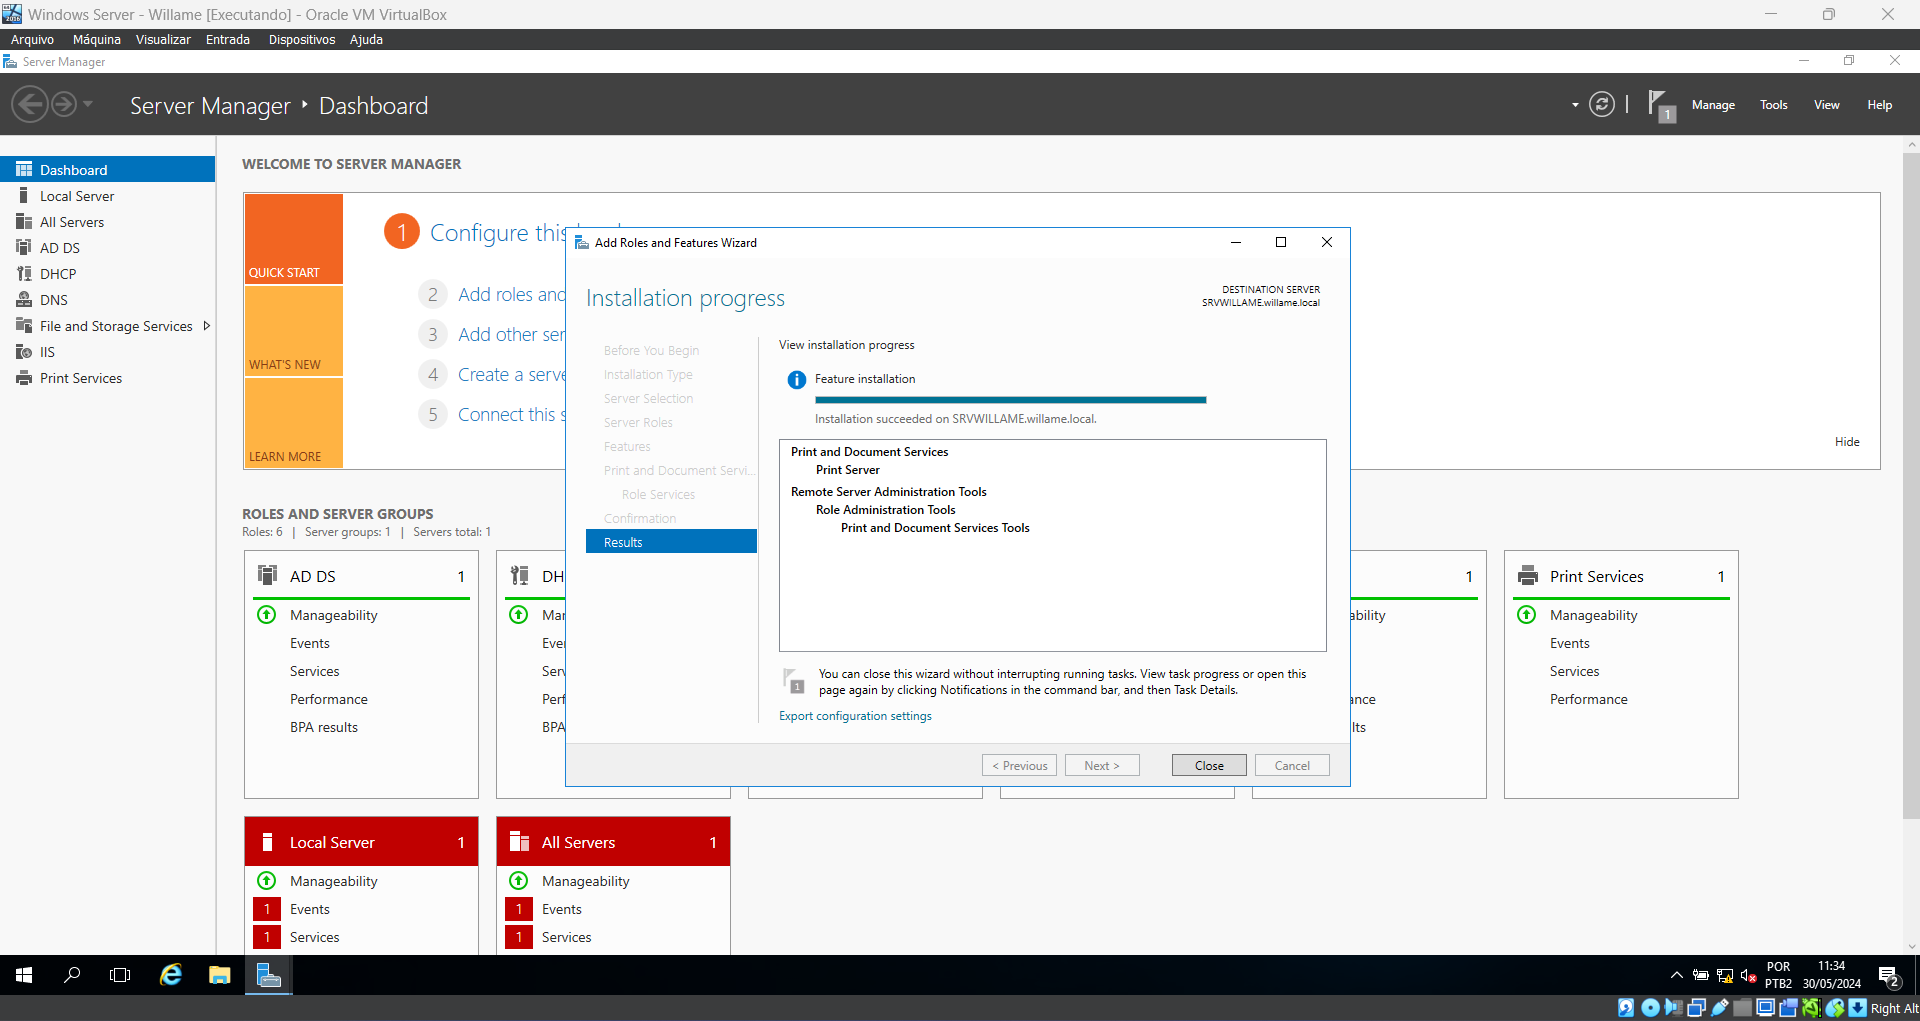 Windows Server - Willame [Executando] - Oracle VM VirtualBox
Arquivo Máquina Visualizar Entrada Dispositivos Ajuda
Server Manager
Server Manager • Dashboard
1
Manage Tools View Help
Dashboard
Local Server
All Servers
AD DS
DHCP
DNS
File and Storage Services
IIS
Print Services
WELCOME TO SERVER MANAGER
QUICK START
WHAT'S NEW
LEARN MORE
1 Configure this
2 Add roles and
3 Add other ser
4 Create a serve
5 Connect this s
Hide
Add Roles and Features Wizard
Installation progress
DESTINATION SERVER
SRVWILLAME.willame.local
Before You Begin
Installation Type
Server Selection
Server Roles
Features
Print and Document Servi...
Role Services
Confirmation
Results
View installation progress
Feature installation
Installation succeeded on SRVWILLAME.willame.local.
Print and Document Services
Print Server
Remote Server Administration Tools
Role Administration Tools
Print and Document Services Tools
1
You can close this wizard without interrupting running tasks. View task progress or open this
page again by clicking Notifications in the command bar, and then Task Details.
Export configuration settings
< Previous Next > Close Cancel
ROLES AND SERVER GROUPS
Roles: 6 | Server groups: 1 | Servers total: 1
AD DS 1
Manageability
Events
Services
Performance
BPA results
DH
Mar
Eve
Ser
Perf
BPA
1
ability
ance
lts
Print Services 1
Manageability
Events
Services
Performance
Local Server 1
Manageability
1 Events
1 Services
All Servers 1
Manageability
1 Events
1 Services
POR
PTB2
11:34
30/05/2024
2
Right Alt